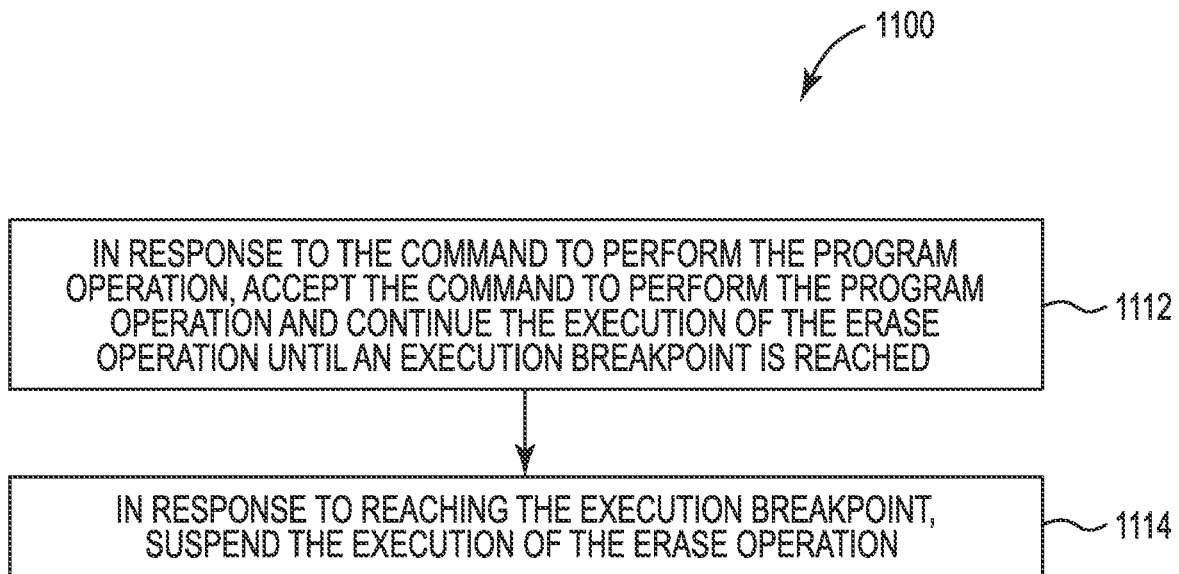 1100
IN RESPONSE TO THE COMMAND TO PERFORM THE PROGRAM
OPERATION, ACCEPT THE COMMAND TO PERFORM THE PROGRAM
OPERATION AND CONTINUE THE EXECUTION OF THE ERASE
OPERATION UNTIL AN EXECUTION BREAKPOINT IS REACHED
1112
IN RESPONSE TO REACHING THE EXECUTION BREAKPOINT,
SUSPEND THE EXECUTION OF THE ERASE OPERATION
1114